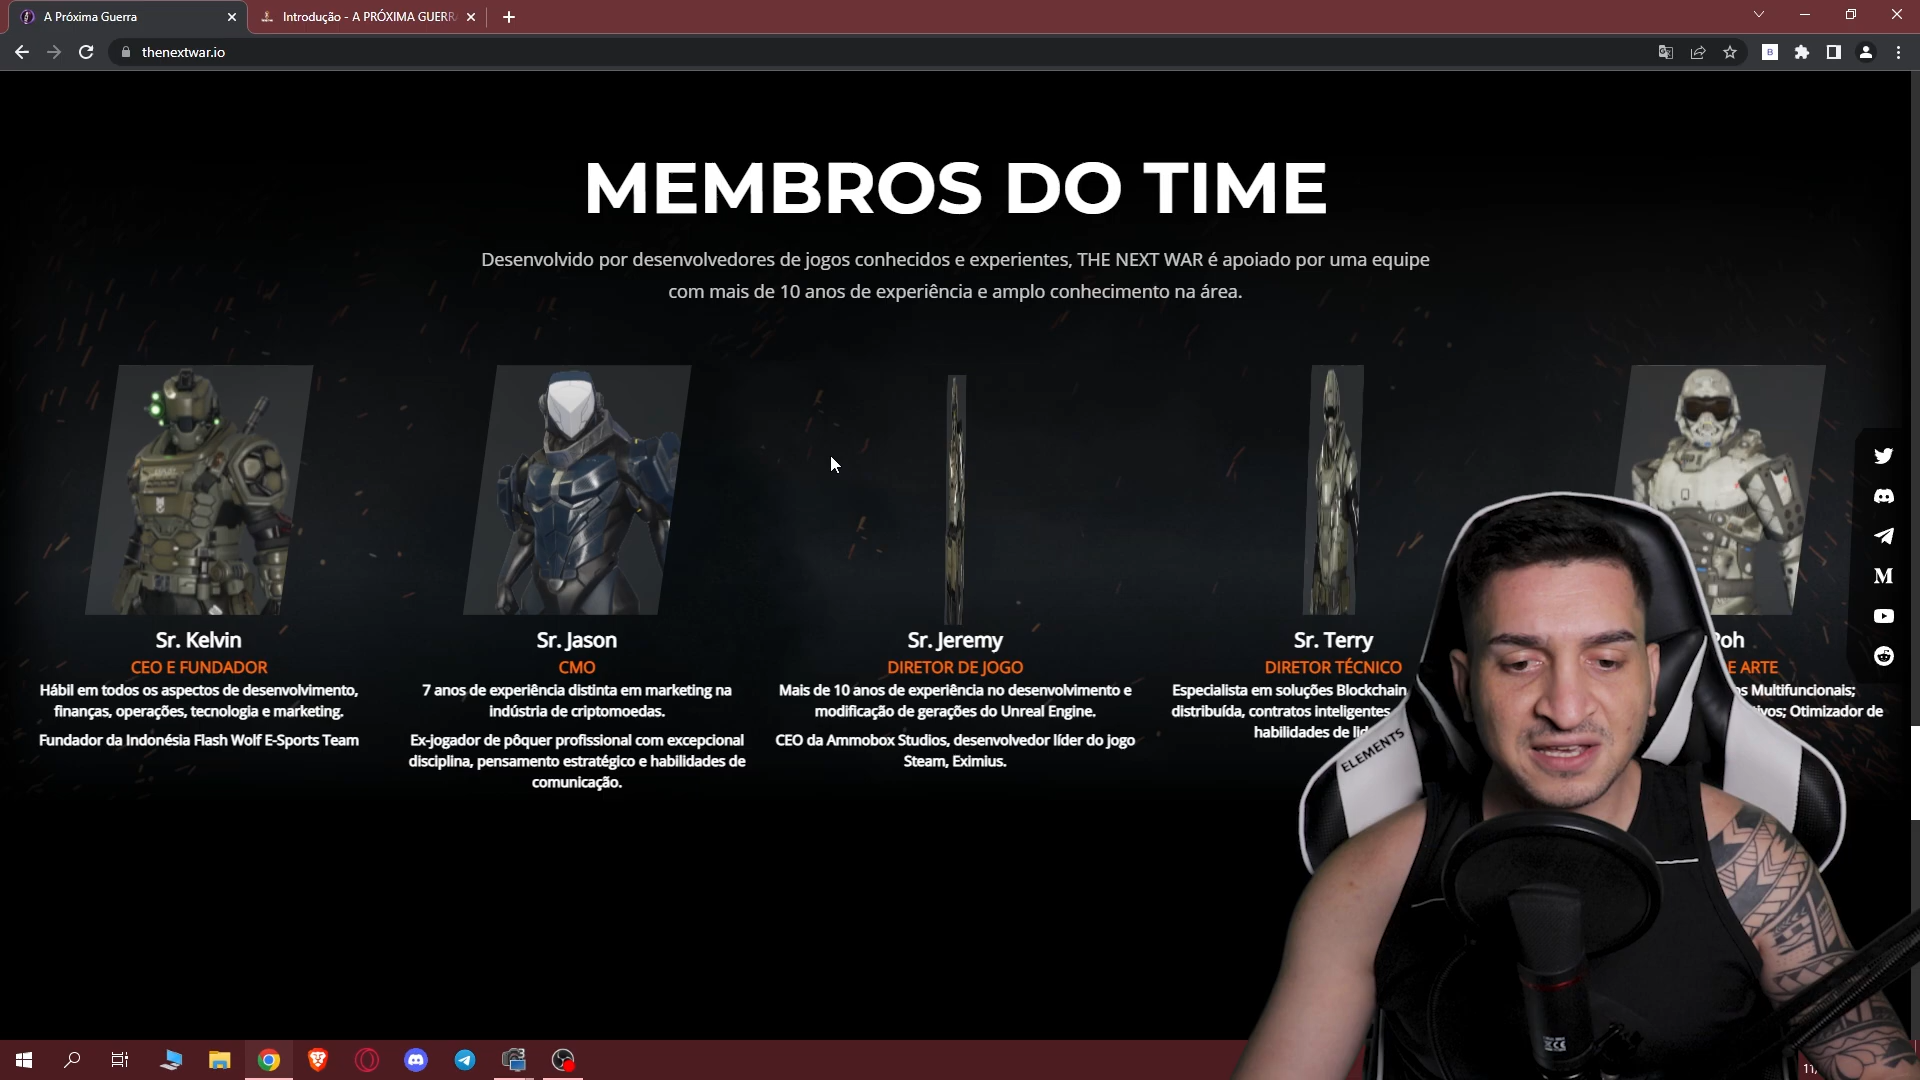 A Próxima Guerra
Introdução - A PRÓXIMA GUERR
thenextwar.io
MEMBROS DO TIME
Desenvolvido por desenvolvedores de jogos conhecidos e experientes, THE NEXT WAR é apoiado por uma equipe
com mais de 10 anos de experiência e amplo conhecimento na área.
Sr. Kelvin
CEO E FUNDADOR
Hábil em todos os aspectos de desenvolvimento,
finanças, operações, tecnologia e marketing.
Fundador da Indonésia Flash Wolf E-Sports Team
Sr. Jason
CMO
7 anos de experiência distinta em marketing na
indústria de criptomoedas.
Ex-jogador de pôquer profissional com excepcional
disciplina, pensamento estratégico e habilidades de
comunicação.
Sr. Jeremy
DIRETOR DE JOGO
Mais de 10 anos de experiência no desenvolvimento e
modificação de gerações do Unreal Engine.
CEO da Ammobox Studios, desenvolvedor líder do jogo
Steam, Eximius.
Sr. Terry
DIRETOR TÉCNICO
Especialista em soluções Blockchain
distribuída, contratos inteligentes
habilidades de
Poh
E ARTE
os Multifuncionais;
Otimizador de
ELEMENTS
11,